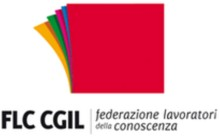 FLC CGIL
federazione lavoratori
della conoscenza